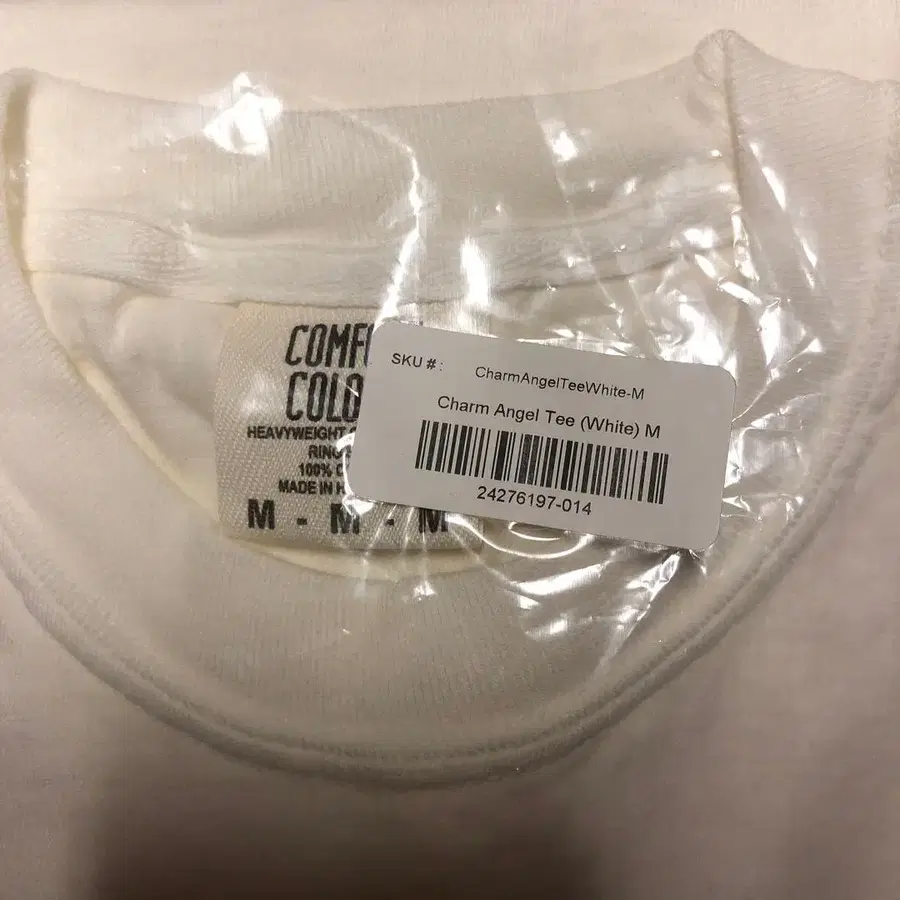 COMF
COLO
HEAVYWEIGHT
RING
100% C
MADE IN H
M - M - M
SKU #: CharmAngelTeeWhite-M
Charm Angel Tee (White) M
24276197-014